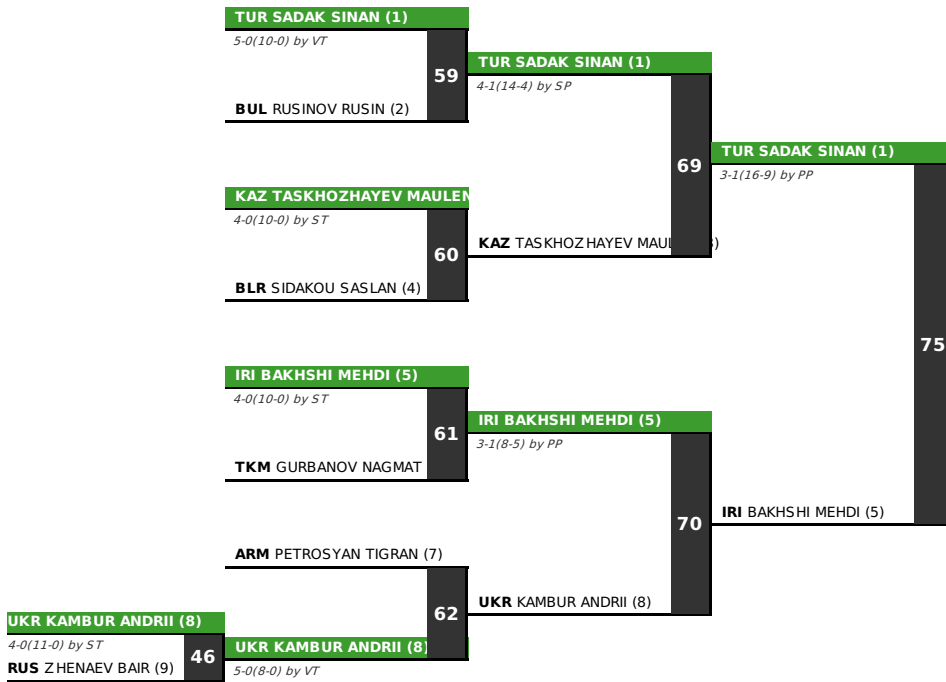 TUR SADAK SINAN (1)
5-0(10-0) by VT
59
BUL RUSINOV RUSIN (2)
TUR SADAK SINAN (1)
4-1(14-4) by SP
69
TUR SADAK SINAN (1)
3-1(16-9) by PP
KAZ TASKHOZHAYEV MAULEN
4-0(10-0) by ST
60
KAZ TASKHOZHAYEV
BLR SIDAKOU SASLAN (4)
75
IRI BAKHSHI MEHDI (5)
4-0(10-0) by ST
61
TKM GURBANOV NAGMAT
IRI BAKHSHI MEHDI (5)
3-1(8-5) by PP
70
IRI BAKHSHI MEHDI (5)
ARM PETROSYAN TIGRAN (7)
62
UKR KAMBUR ANDRII (8)
UKR KAMBUR ANDRII (8)
4-0(11-0) by ST
46
RUS ZHENAEV BAIR (9)
UKR KAMBUR ANDRII (8)
5-0(8-0) by VT